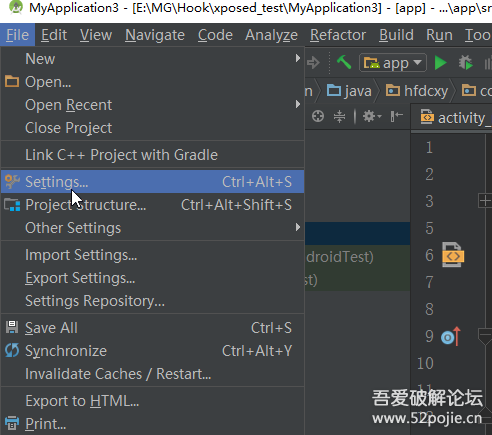 MyApplication3 - [E:\MG\Hook\xposed_test\MyApplication3] - [app] - ...\app\sr
File Edit View Navigate Code Analyze Refactor Build Run
New
Open...
Open Recent
Close Project
Link C++ Project with Gradle
Settings... Ctrl+Alt+S
Project Structure... Ctrl+Alt+Shift+S
Other Settings
Import Settings...
Export Settings...
Settings Repository...
Save All Ctrl+S
Synchronize Ctrl+Alt+Y
Invalidate Caches / Restart...
Export to HTML...
Print...
app
java hfdcxy
activity_
droidTest)
st)
1
2
3
6
7
8
9
10
吾爱破解论坛
www.52pojie.cn